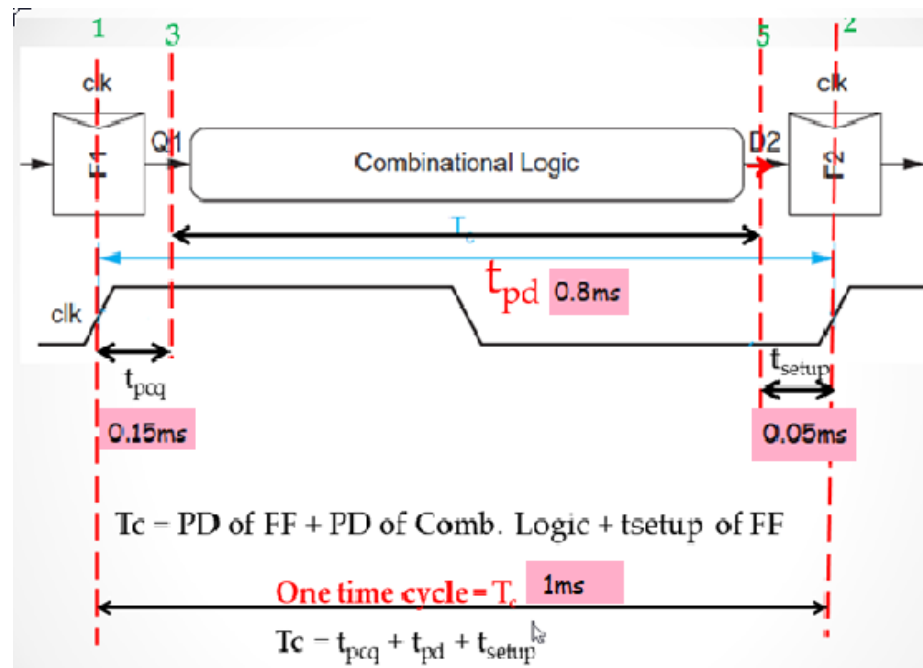 1 3 5 2
clk clk
F1 Q1 Combinational Logic D2 F2
Tc
tpd 0.8ms
clk
tpcq tsetup
0.15ms 0.05ms
Tc = PD of FF + PD of Comb. Logic + tsetup of FF
One time cycle = Tc 1ms
Tc = tpcq + tpd + tsetup